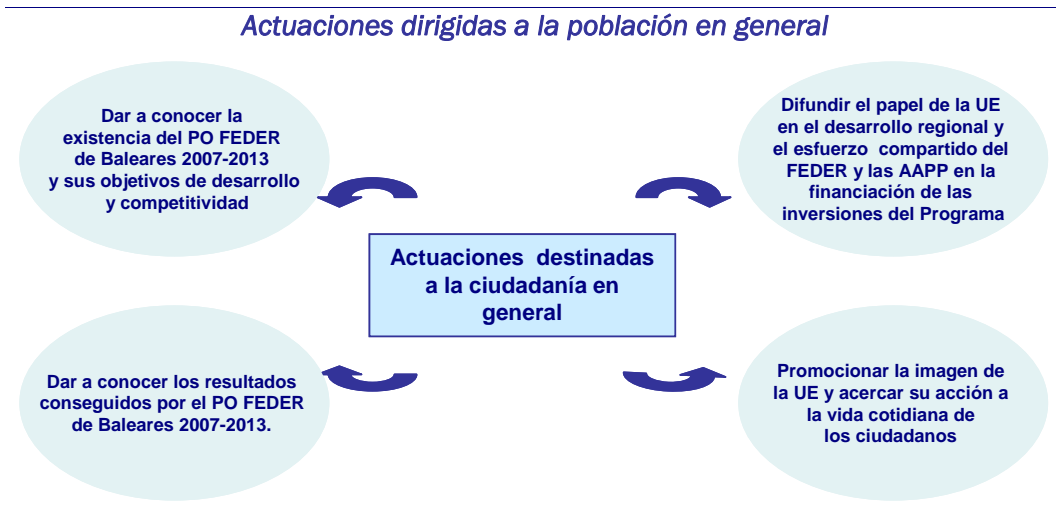 Actuaciones dirigidas a la población en general
Dar a conocer la
existencia del PO FEDER
de Baleares 2007-2013
y sus objetivos de desarrollo
y competitividad
Difundir el papel de la UE
en el desarrollo regional y
el esfuerzo compartido del
FEDER y las AAPP en la
financiación de las
inversiones del Programa
Actuaciones destinadas
a la ciudadanía en
general
Dar a conocer los resultados
conseguidos por el PO FEDER
de Baleares 2007-2013.
Promocionar la imagen de
la UE y acercar su acción a
la vida cotidiana de
los ciudadanos